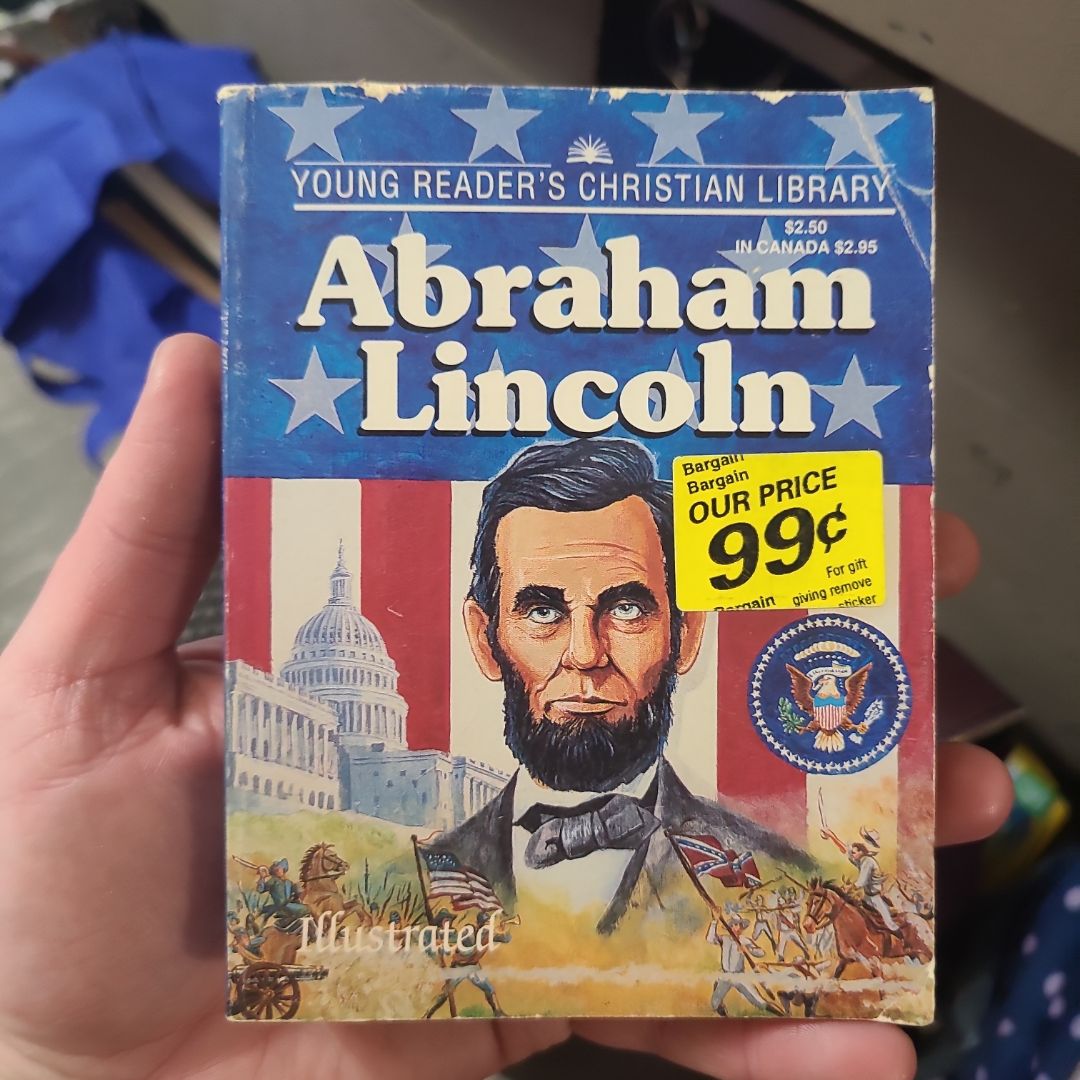 YOUNG READER'S CHRISTIAN LIBRARY
$2.50
IN CANADA $2.95
Abraham
Lincoln
Bargain
Bargain
OUR PRICE
99¢
For gift
Bargain giving remove
sticker
Illustrated